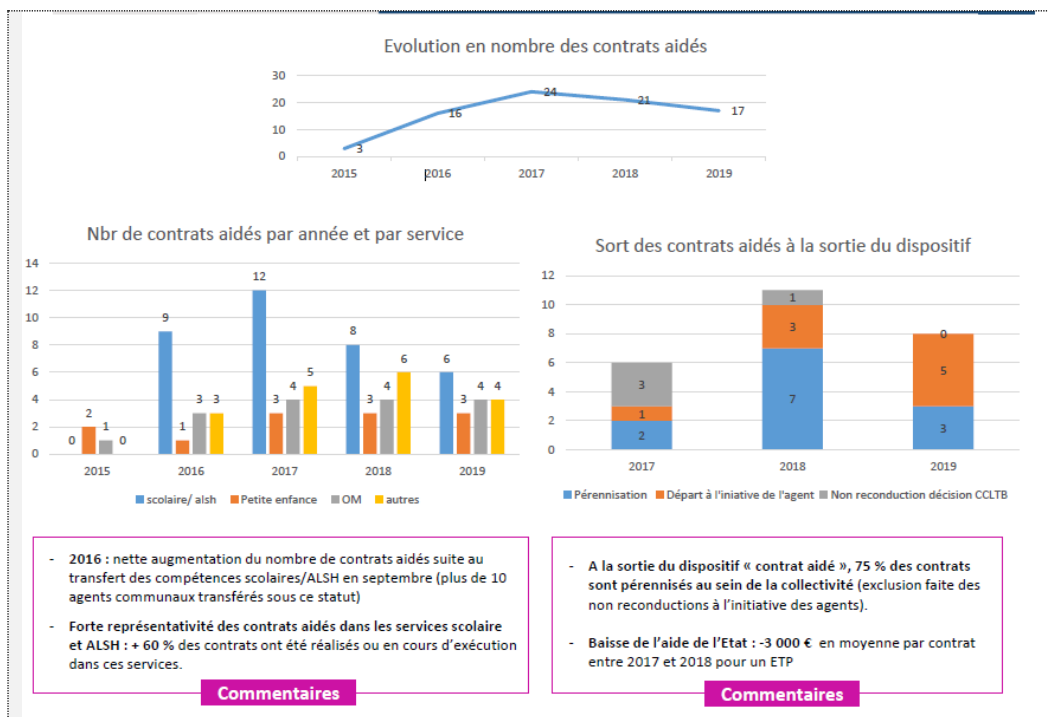 Evolution en nombre des contrats aidés
30
20
10
0
3
16
24
21
17
2015
2016
2017
2018
2019
Nbr de contrats aidés par année et par service
14
12
10
8
6
4
2
0
0
2
1
0
9
1
3
3
12
3
4
5
8
3
4
6
6
3
4
4
2015
2016
2017
2018
2019
scolaire/ alsh
Petite enfance
OM
autres
Sort des contrats aidés à la sortie du dispositif
12
10
8
6
4
2
0
3
1
2
1
3
7
0
5
3
2017
2018
2019
Pérennisation
Départ à l'iniative de l'agent
Non reconduction décision CCLTB
- 2016 : nette augmentation du nombre de contrats aidés suite au
transfert des compétences scolaires/ALSH en septembre (plus de 10
agents communaux transférés sous ce statut)
- Forte représentativité des contrats aidés dans les services scolaire
et ALSH : + 60 % des contrats ont été réalisés ou en cours d'exécution
dans ces services.
Commentaires
- A la sortie du dispositif « contrat aidé », 75 % des contrats
sont pérennisés au sein de la collectivité (exclusion faite des
non reconductions à l'initiative des agents).
- Baisse de l'aide de l'Etat : -3 000 € en moyenne par contrat
entre 2017 et 2018 pour un ETP
Commentaires